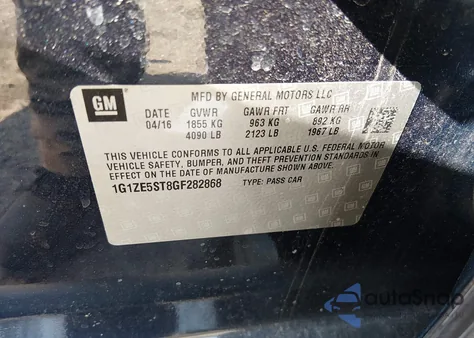 GM
MFD BY GENERAL MOTORS LLC
DATE GVWR GAWR FRT GAWR RR
04/16 1855 KG 963 KG 892 KG
4090 LB 2123 LB 1967 LB
THIS VEHICLE CONFORMS TO ALL APPLICABLE U.S. FEDERAL MOTOR
VEHICLE SAFETY, BUMPER, AND THEFT PREVENTION STANDARDS IN
EFFECT ON THE DATE OF MANUFACTURE SHOWN ABOVE.
1G1ZE5ST8GF282868
TYPE: PASS CAR
autoSnap